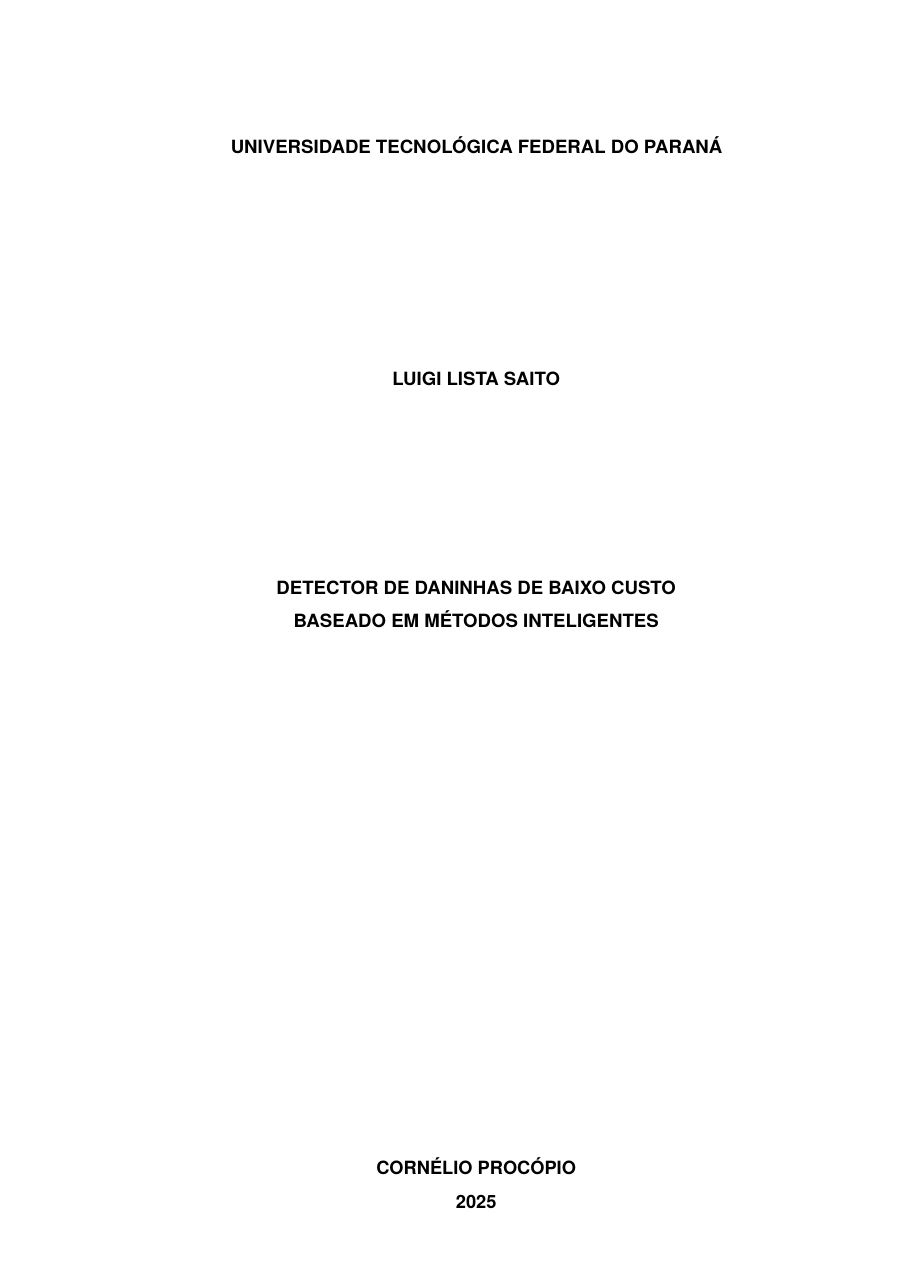 UNIVERSIDADE TECNOLÓGICA FEDERAL DO PARANÁ
LUIGI LISTA SAITO
DETECTOR DE DANINHAS DE BAIXO CUSTO
BASEADO EM MÉTODOS INTELIGENTES
CORNÉLIO PROCÓPIO
2025